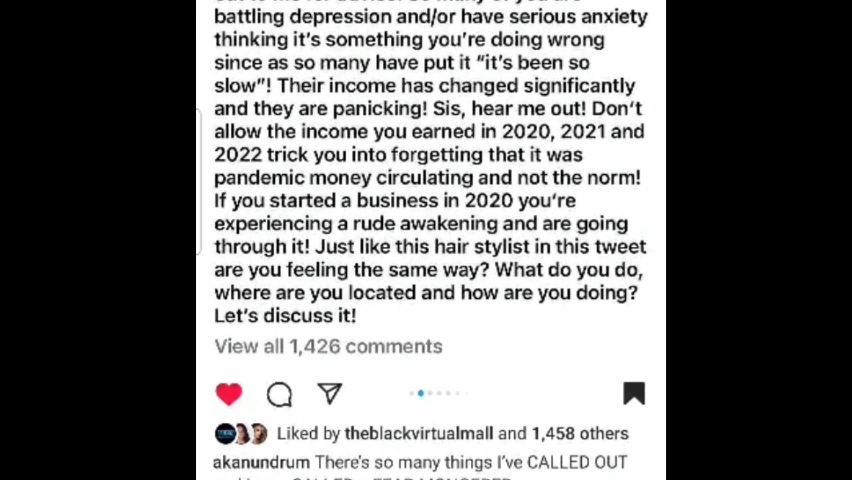 battling depression and/or have serious anxiety
thinking it's something you're doing wrong
since as so many have put it "it's been so
slow"! Their income has changed significantly
and they are panicking! Sis, hear me out! Don't
allow the income you earned in 2020, 2021 and
2022 trick you into forgetting that it was
pandemic money circulating and not the norm!
If you started a business in 2020 you're
experiencing a rude awakening and are going
through it! Just like this hair stylist in this tweet
are you feeling the same way? What do you do,
where are you located and how are you doing?
Let's discuss it!
View all 1,426 comments
Liked by theblackvirtualmall and 1,458 others
akanundrum There's so many things I've CALLED OUT